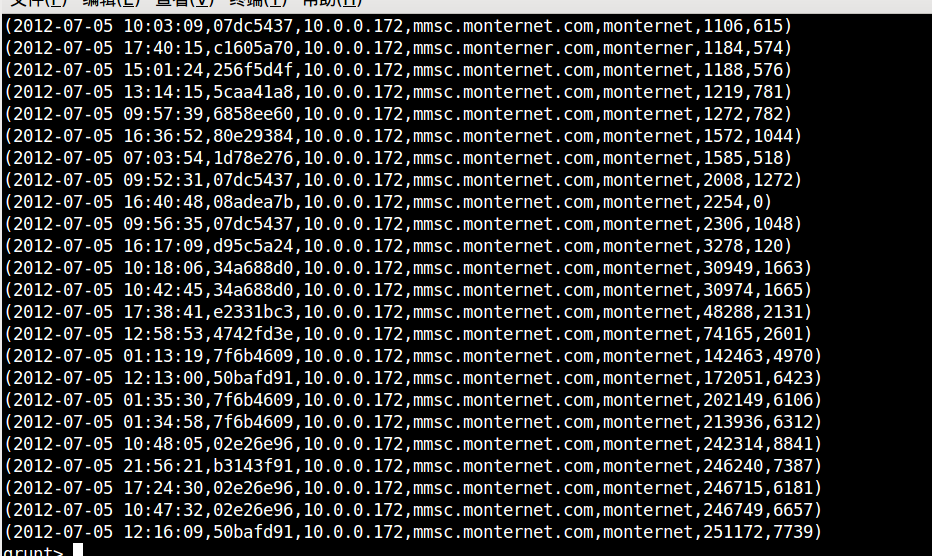 文件(F) 编辑(E) 查看(V) 终端(T) 帮助(H)
(2012-07-05 10:03:09,07dc5437,10.0.0.172,mmsc.monternet.com,monternet,1106,615)
(2012-07-05 17:40:15,c1605a70,10.0.0.172,mmsc.monterner.com,monterner,1184,574)
(2012-07-05 15:01:24,256f5d4f,10.0.0.172,mmsc.monternet.com,monternet,1188,576)
(2012-07-05 13:14:15,5caa41a8,10.0.0.172,mmsc.monternet.com,monternet,1219,781)
(2012-07-05 09:57:39,6858ee60,10.0.0.172,mmsc.monternet.com,monternet,1272,782)
(2012-07-05 16:36:52,80e29384,10.0.0.172,mmsc.monternet.com,monternet,1572,1044)
(2012-07-05 07:03:54,1d78e276,10.0.0.172,mmsc.monternet.com,monternet,1585,518)
(2012-07-05 09:52:31,07dc5437,10.0.0.172,mmsc.monternet.com,monternet,2008,1272)
(2012-07-05 16:40:48,08adea7b,10.0.0.172,mmsc.monternet.com,monternet,2254,0)
(2012-07-05 09:56:35,07dc5437,10.0.0.172,mmsc.monternet.com,monternet,2306,1048)
(2012-07-05 16:17:09,d95c5a24,10.0.0.172,mmsc.monternet.com,monternet,3278,120)
(2012-07-05 10:18:06,34a688d0,10.0.0.172,mmsc.monternet.com,monternet,30949,1663)
(2012-07-05 10:42:45,34a688d0,10.0.0.172,mmsc.monternet.com,monternet,30974,1665)
(2012-07-05 17:38:41,e2331bc3,10.0.0.172,mmsc.monternet.com,monternet,48288,2131)
(2012-07-05 12:58:53,4742fd3e,10.0.0.172,mmsc.monternet.com,monternet,74165,2601)
(2012-07-05 01:13:19,7f6b4609,10.0.0.172,mmsc.monternet.com,monternet,142463,4970)
(2012-07-05 12:13:00,50bafd91,10.0.0.172,mmsc.monternet.com,monternet,172051,6423)
(2012-07-05 01:35:30,7f6b4609,10.0.0.172,mmsc.monternet.com,monternet,202149,6106)
(2012-07-05 01:34:58,7f6b4609,10.0.0.172,mmsc.monternet.com,monternet,213936,6312)
(2012-07-05 10:48:05,02e26e96,10.0.0.172,mmsc.monternet.com,monternet,242314,8841)
(2012-07-05 21:56:21,b3143f91,10.0.0.172,mmsc.monternet.com,monternet,246240,7387)
(2012-07-05 17:24:30,02e26e96,10.0.0.172,mmsc.monternet.com,monternet,246715,6181)
(2012-07-05 10:47:32,02e26e96,10.0.0.172,mmsc.monternet.com,monternet,246749,6657)
(2012-07-05 12:16:09,50bafd91,10.0.0.172,mmsc.monternet.com,monternet,251172,7739)
grunt>